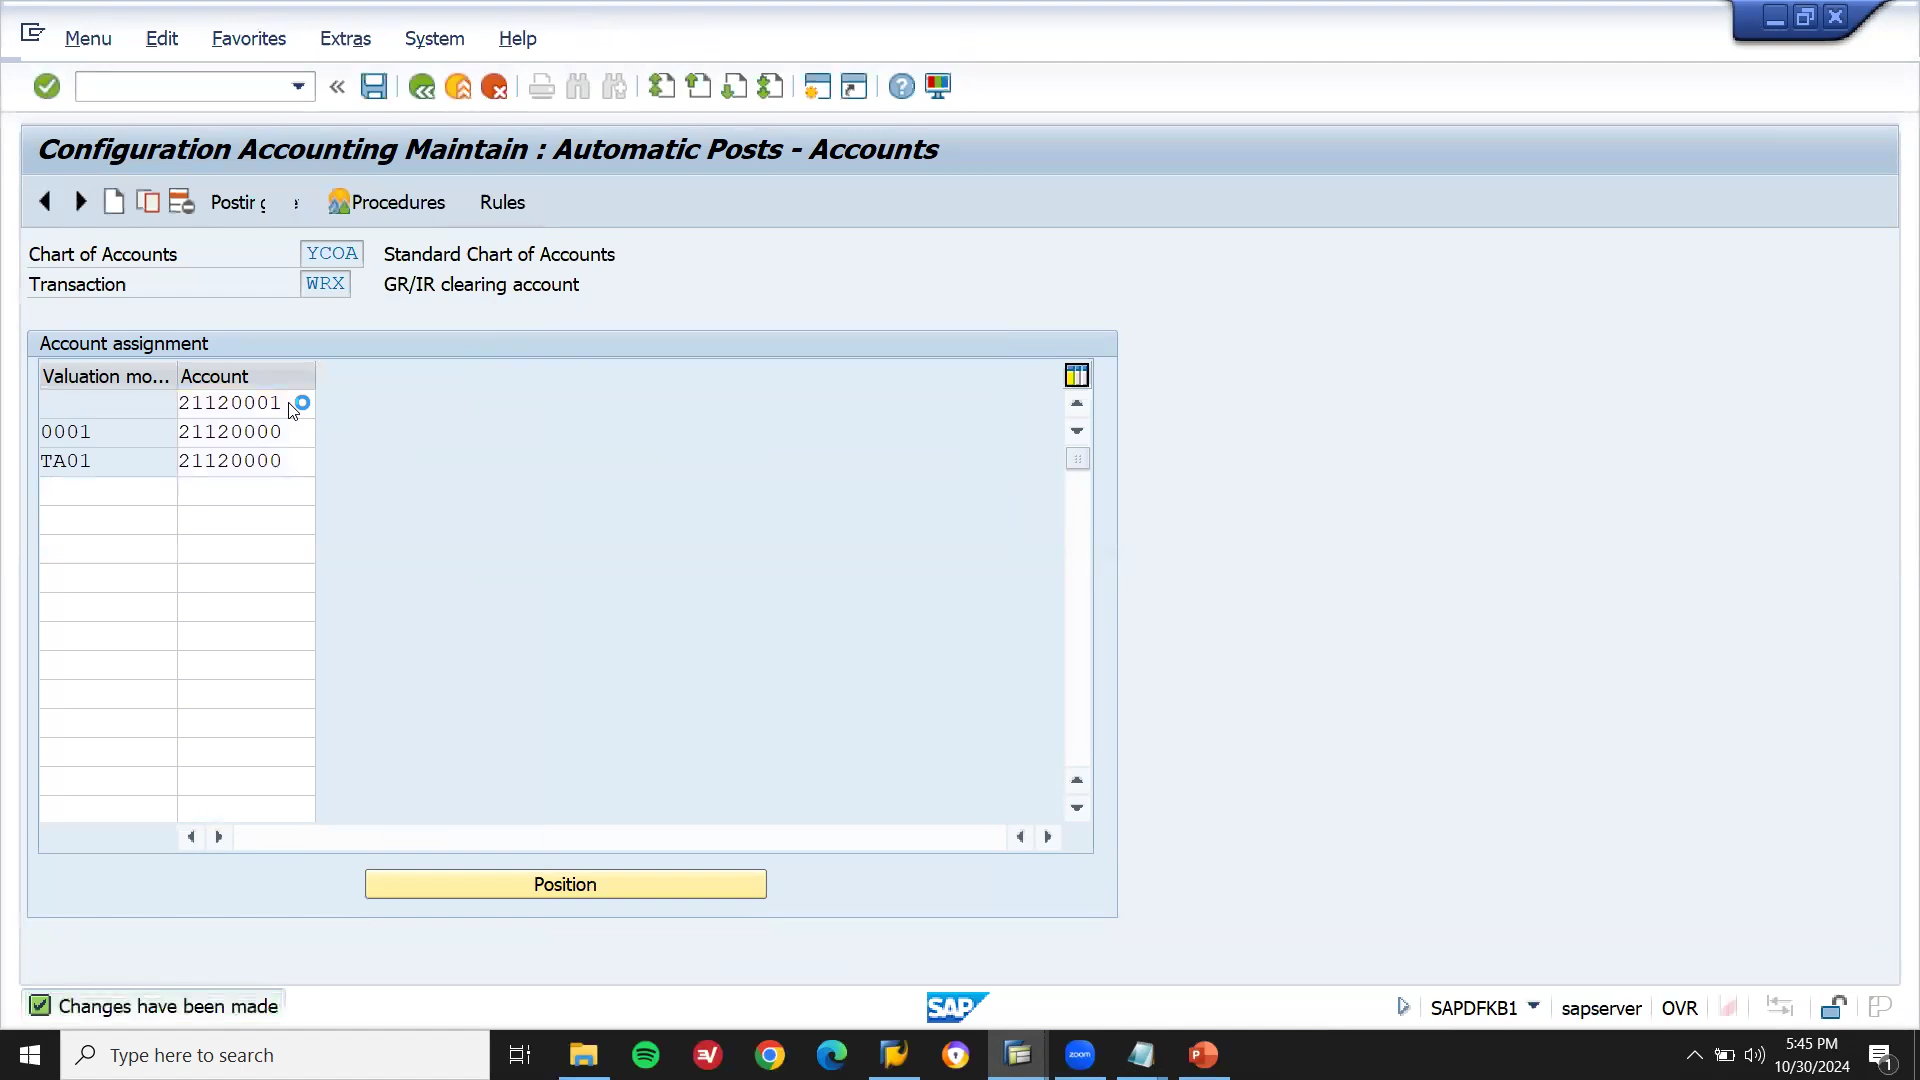 Menu Edit Favorites Extras System Help
Configuration Accounting Maintain : Automatic Posts - Accounts
Procedures Rules
Chart of Accounts YCOA Standard Chart of Accounts
Transaction WRX GR/IR clearing account
Account assignment
Valuation mo... Account
21120001
0001 21120000
TA01 21120000
Position
Changes have been made
SAP
SAPDFKB1 sapserver OVR
Type here to search
zoom
5:45 PM
10/30/2024
1